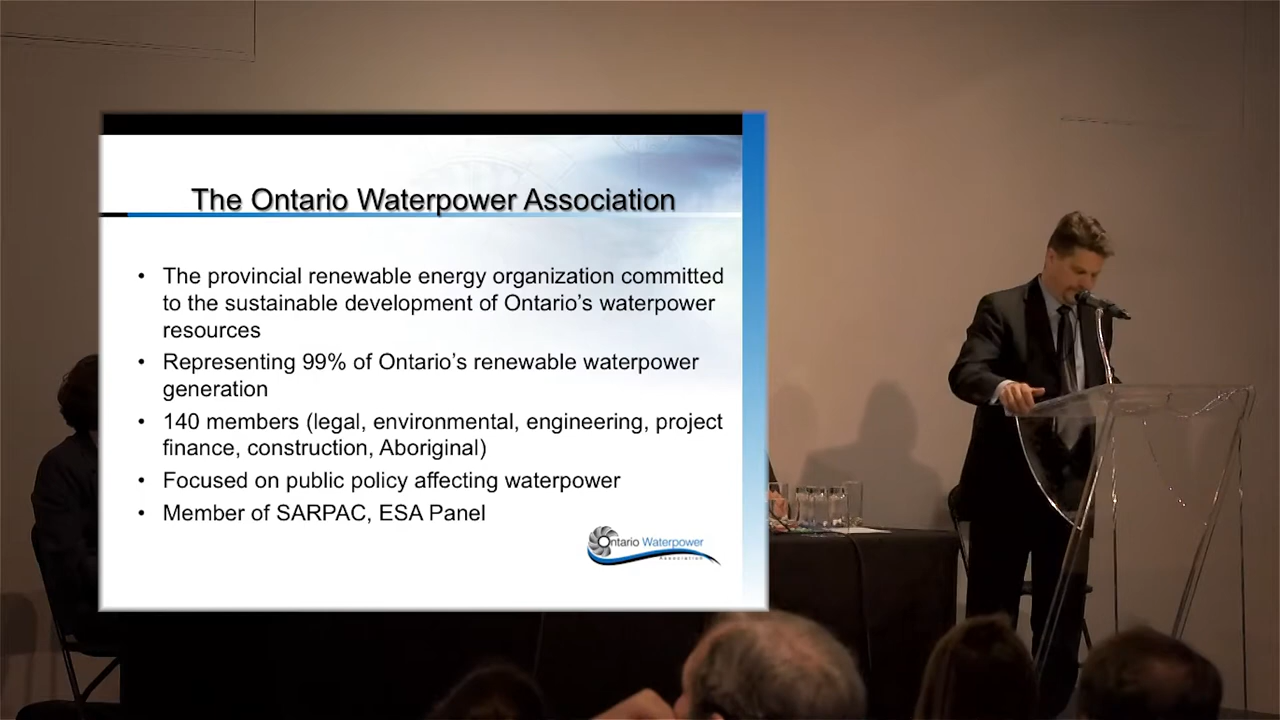 The Ontario Waterpower Association
• The provincial renewable energy organization committed
to the sustainable development of Ontario's waterpower
resources
• Representing 99% of Ontario's renewable waterpower
generation
• 140 members (legal, environmental, engineering, project
finance, construction, Aboriginal)
• Focused on public policy affecting waterpower
• Member of SARPAC, ESA Panel
Ontario Waterpower
Association